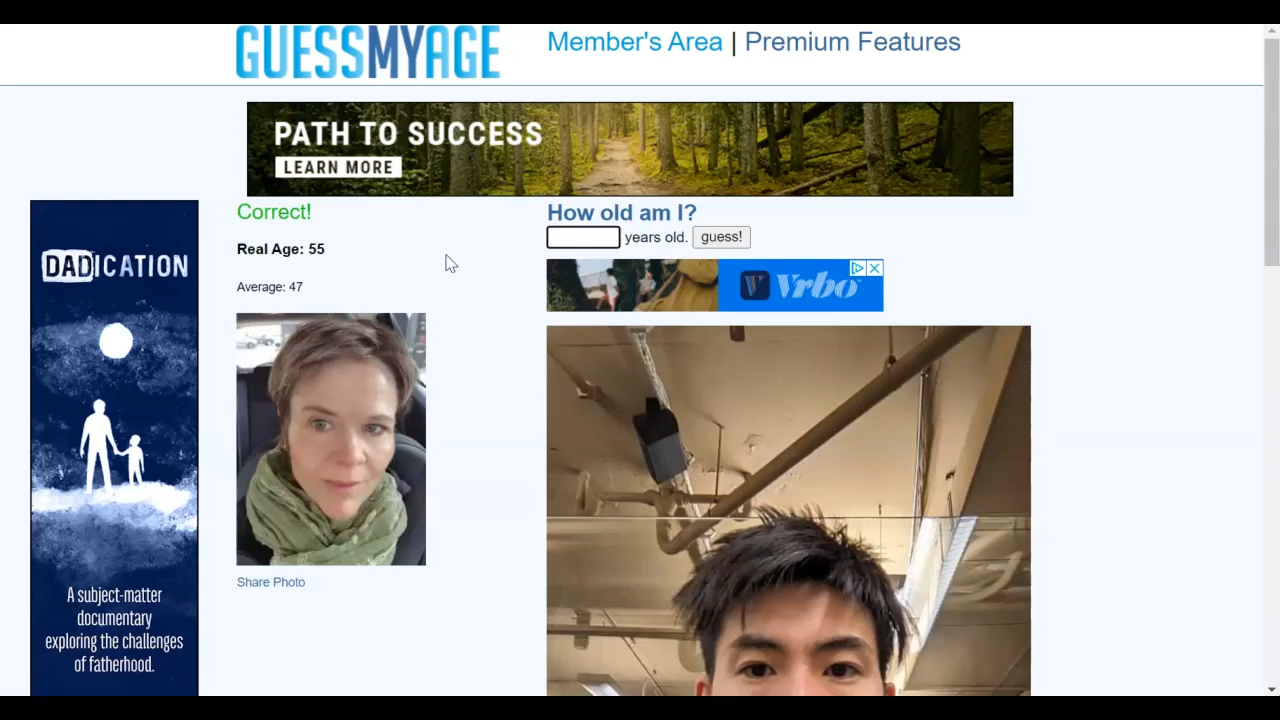 GUESSMYAGE
Member's Area | Premium Features
PATH TO SUCCESS
LEARN MORE
Correct!
Real Age: 55
Average: 47
Share Photo
How old am I?
years old. guess!
Vrbo
DADICATION
A subject-matter
documentary
exploring the challenges
of fatherhood.